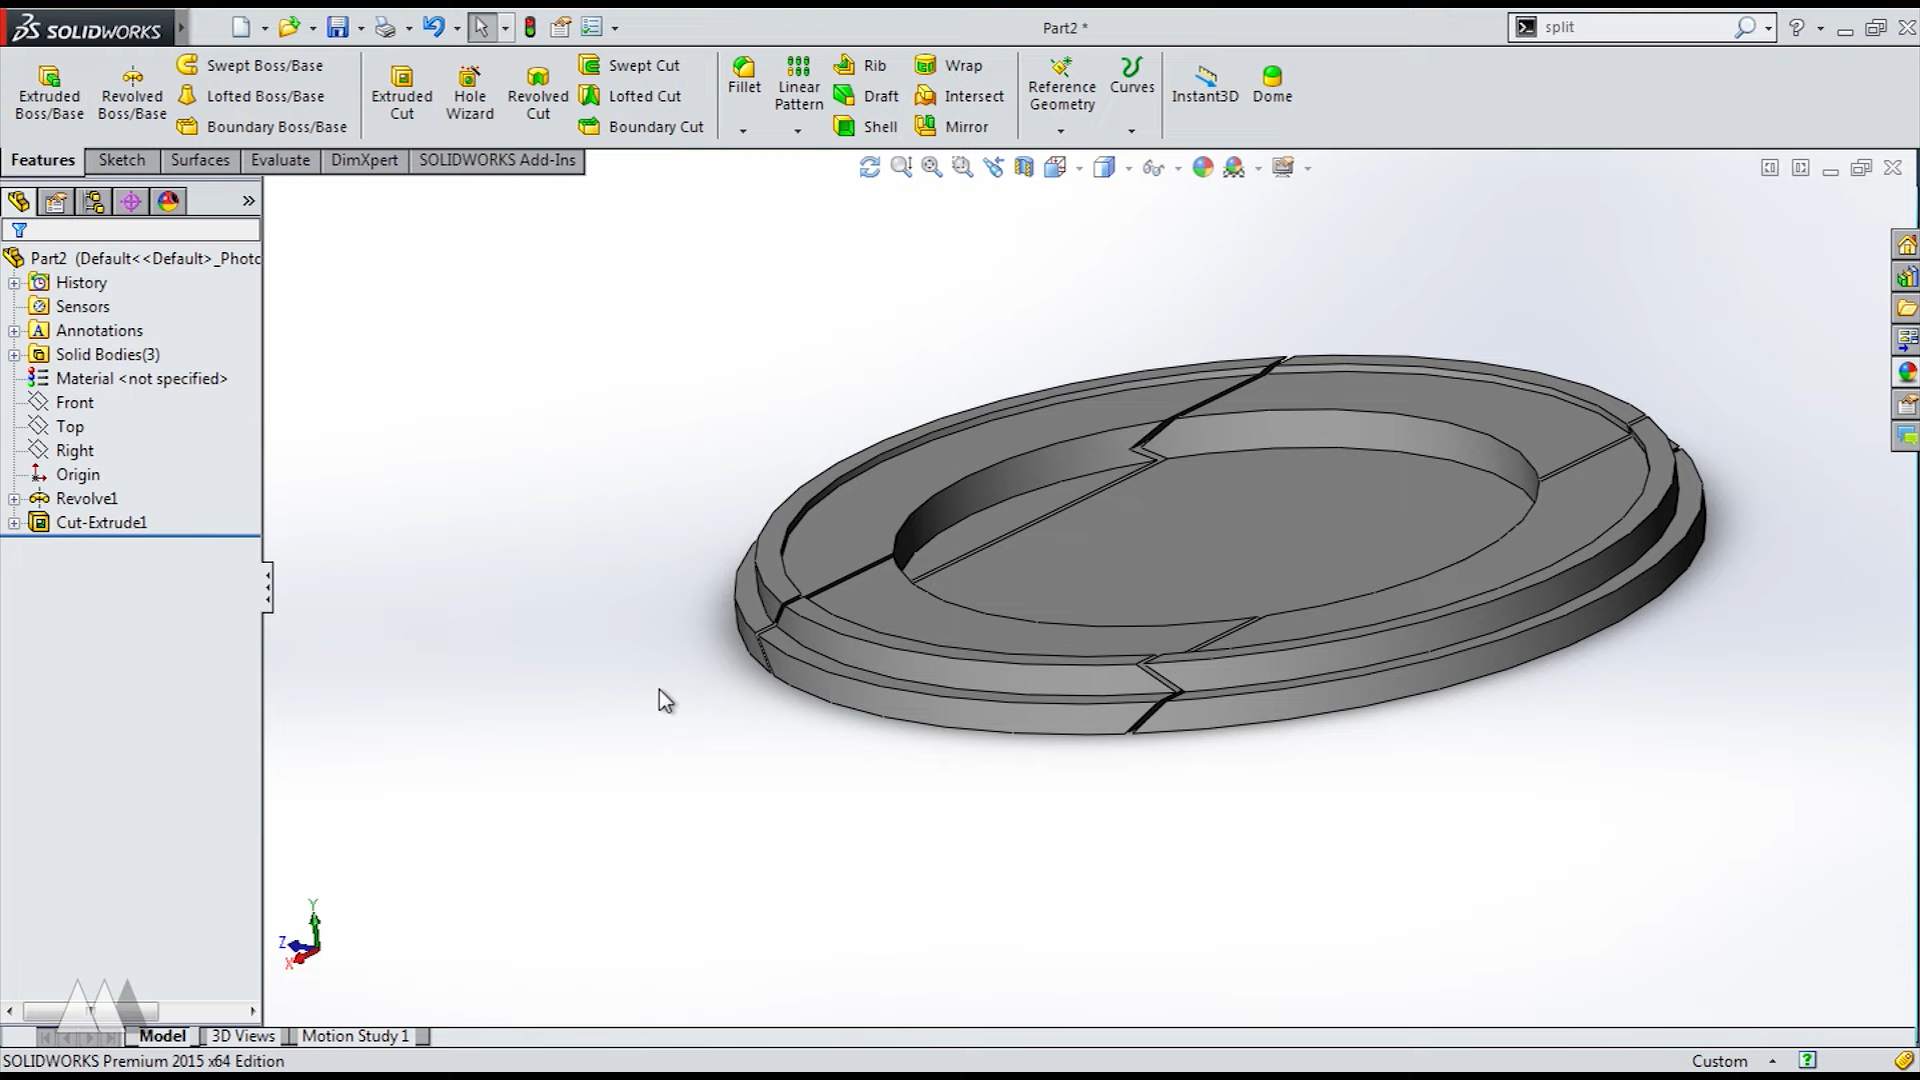 SOLIDWORKS
Part2 *
split
Extruded Boss/Base
Revolved Boss/Base
Swept Boss/Base
Lofted Boss/Base
Boundary Boss/Base
Extruded Cut
Hole Wizard
Revolved Cut
Swept Cut
Lofted Cut
Boundary Cut
Fillet
Linear Pattern
Rib
Draft
Shell
Wrap
Intersect
Mirror
Reference Geometry
Curves
Instant3D
Dome
Features
Sketch
Surfaces
Evaluate
DimXpert
SOLIDWORKS Add-Ins
Part2 (Default<<Default>_Photo
History
Sensors
Annotations
Solid Bodies(3)
Material <not specified>
Front
Top
Right
Origin
Revolve1
Cut-Extrude1
Y
Z
X
Model
3D Views
Motion Study 1
SOLIDWORKS Premium 2015 x64 Edition
Custom